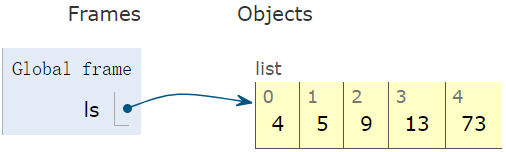 Frames Objects
Global frame
list
ls
0 1 2 3 4
4 5 9 13 73